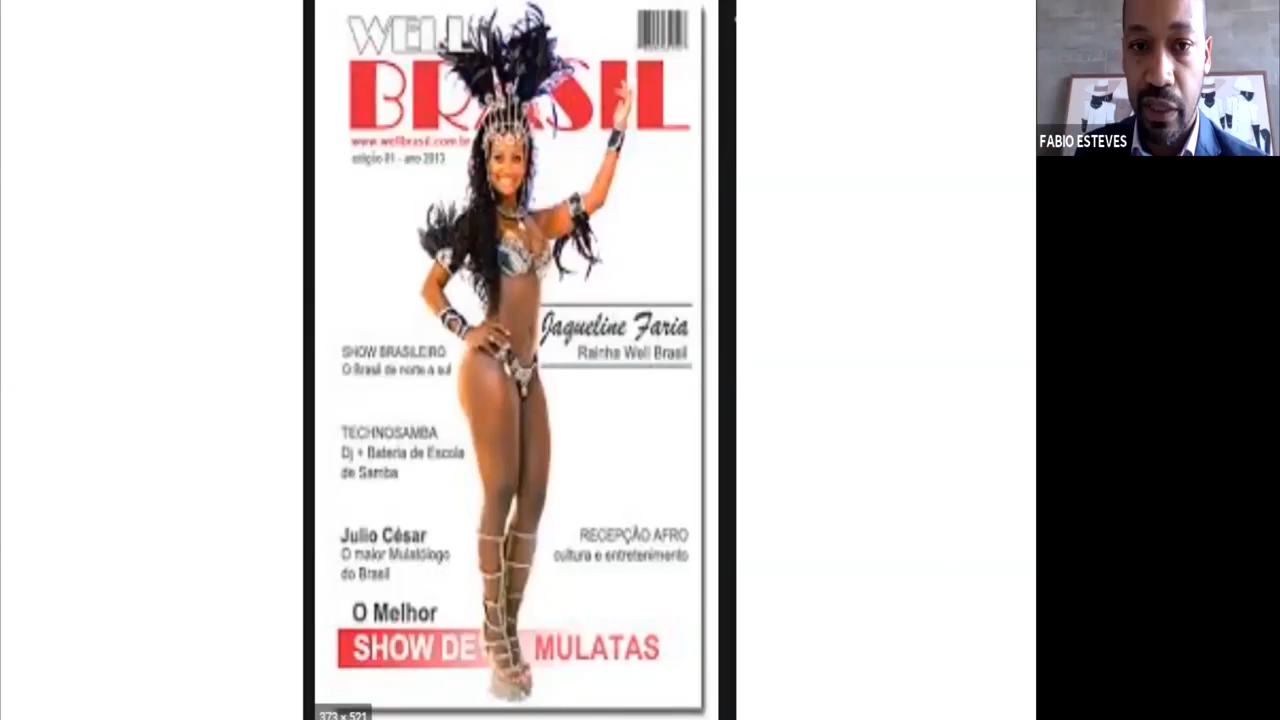 WELL
BRASIL
www.wellbrasil.com.br
edição 01 - ano 2013
FABIO ESTEVES
Jaqueline Faria
Rainha Well Brasil
SHOW BRASILEIRO
O Brasil de norte a sul
TECHNOSAMBA
Dj + Bateria de Escola
de Samba
Julio César
O maior Mulatólogo
do Brasil
RECEPÇÃO AFRO
cultura e entretenimento
O Melhor
SHOW DE MULATAS
373 x 521